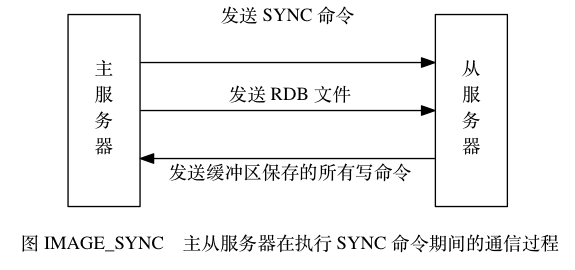 发送 SYNC 命令
主服务器
从服务器
发送 RDB 文件
发送缓冲区保存的所有写命令
图 IMAGE_SYNC 主从服务器在执行 SYNC 命令期间的通信过程